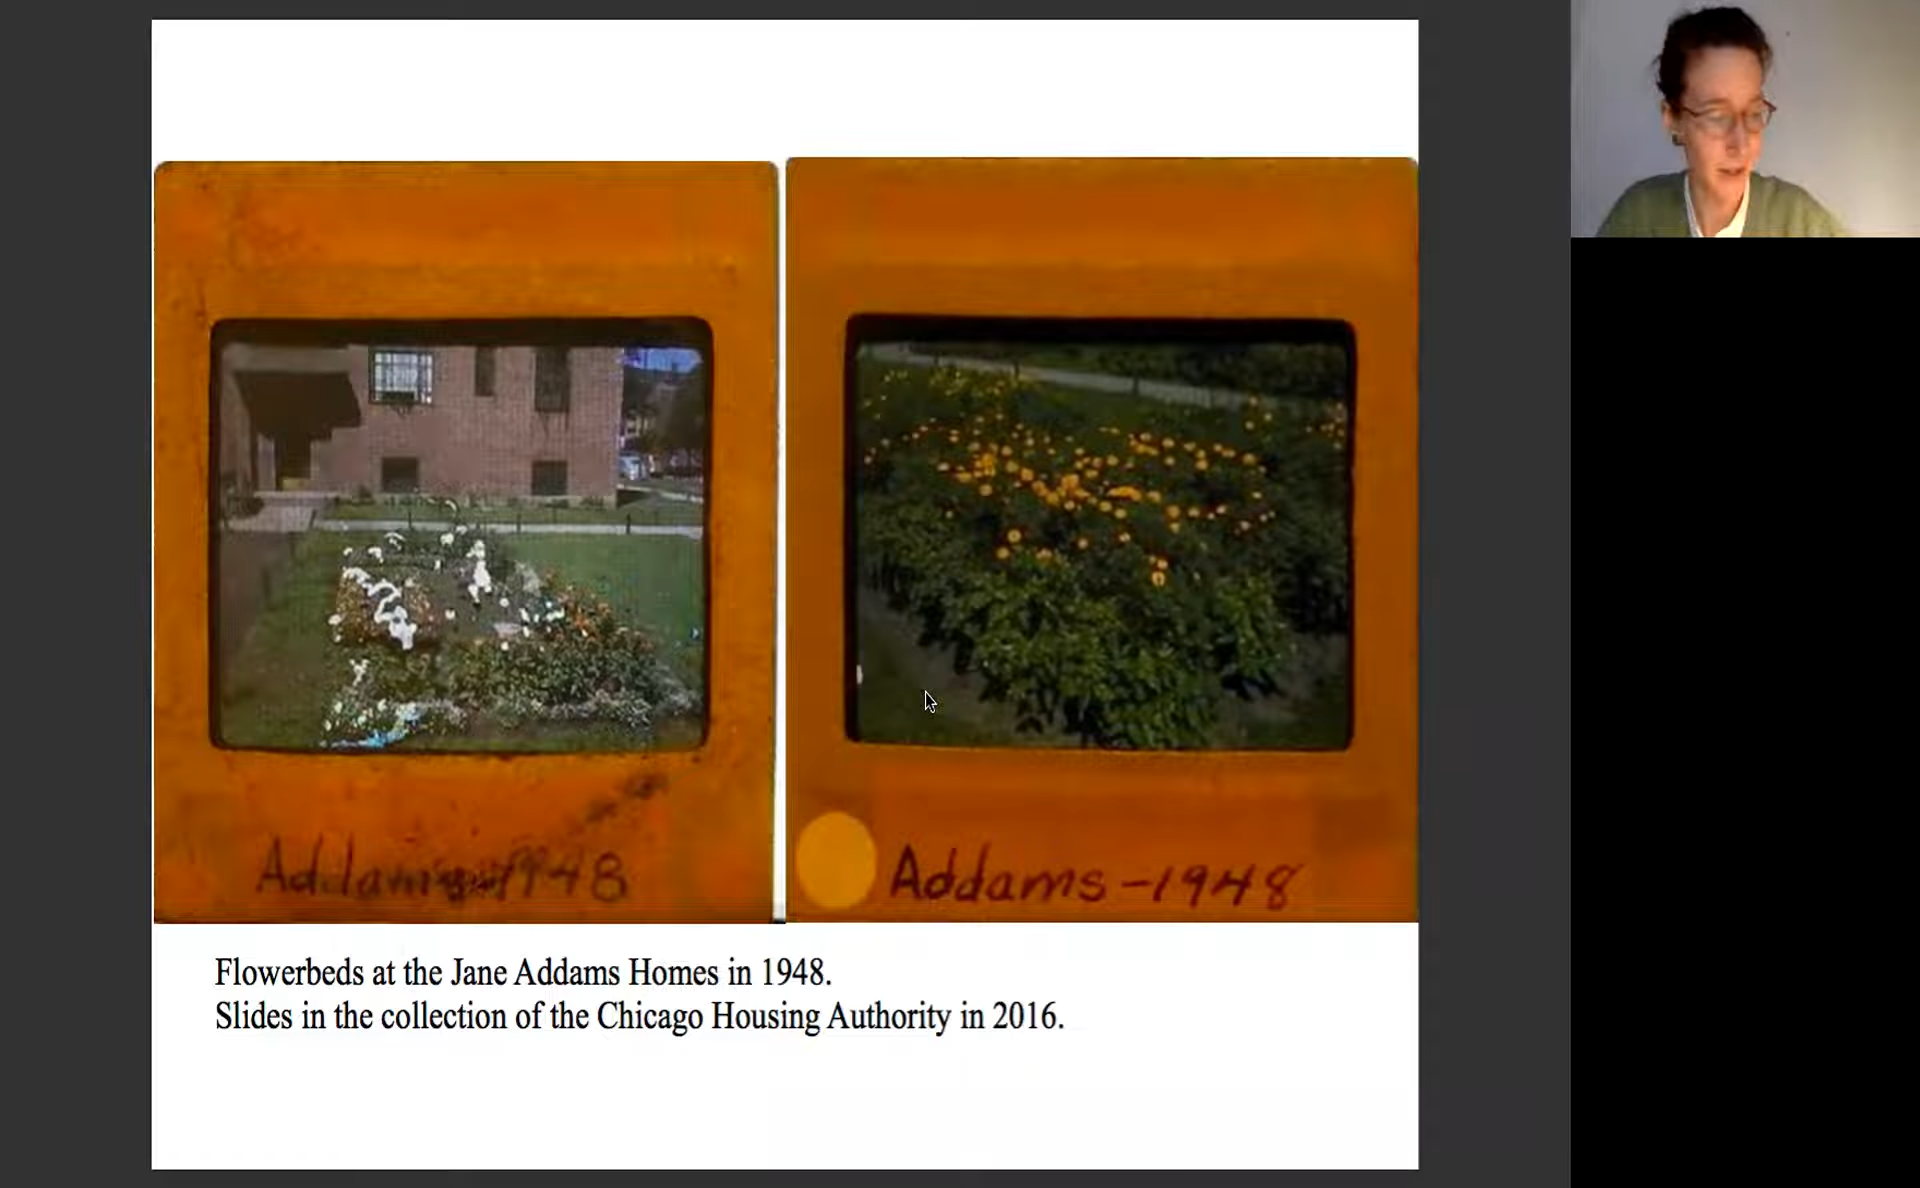 Addams-1948
Addams-1948
Flowerbeds at the Jane Addams Homes in 1948.
Slides in the collection of the Chicago Housing Authority in 2016.